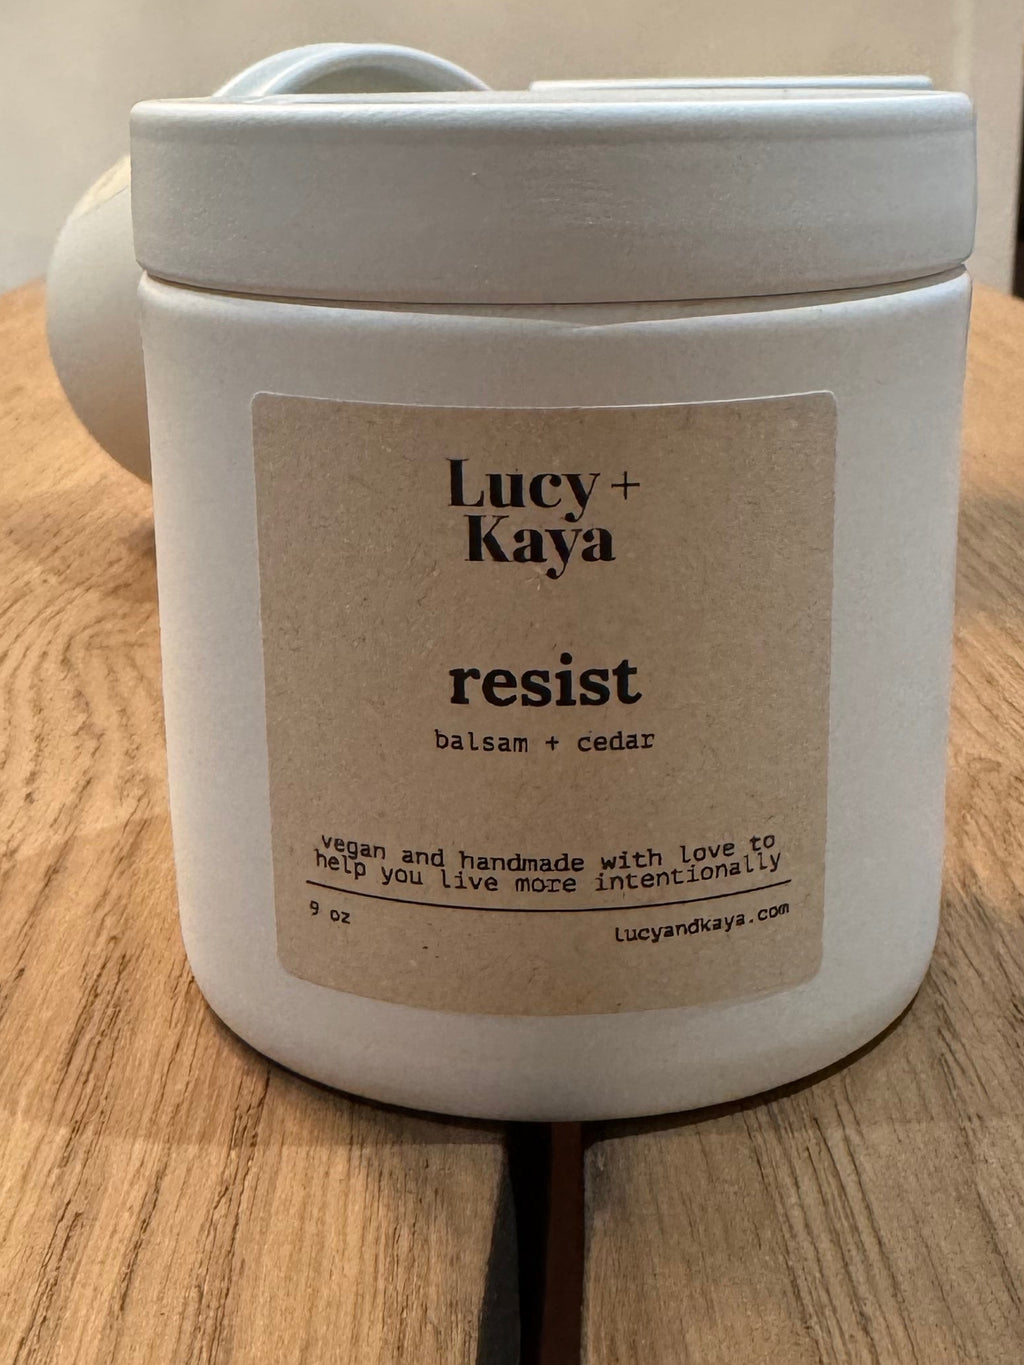 Lucy +
Kaya
resist
balsam + cedar
vegan and handmade with love to
help you live more intentionally
9 oz
lucyandkaya.com